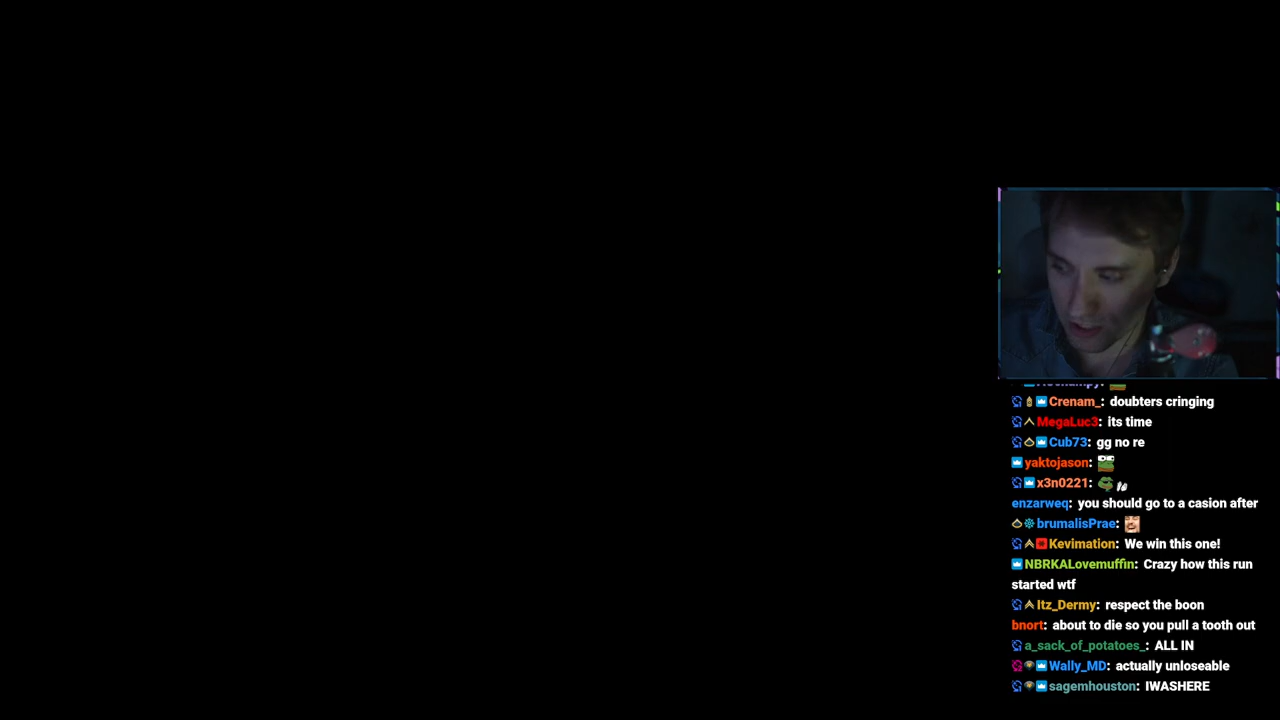 Crenam_: doubters cringing
MegaLuc3: its time
Cub73: gg no re
yaktojason:
x3n0221:
enzarweq: you should go to a casion after
brumalisPrae:
Kevimation: We win this one!
NBRKALovemuffin: Crazy how this run
started wtf
Itz_Dermy: respect the boon
bnort: about to die so you pull a tooth out
a_sack_of_potatoes_: ALL IN
Wally_MD: actually unloseable
sagemhouston: IWASHERE